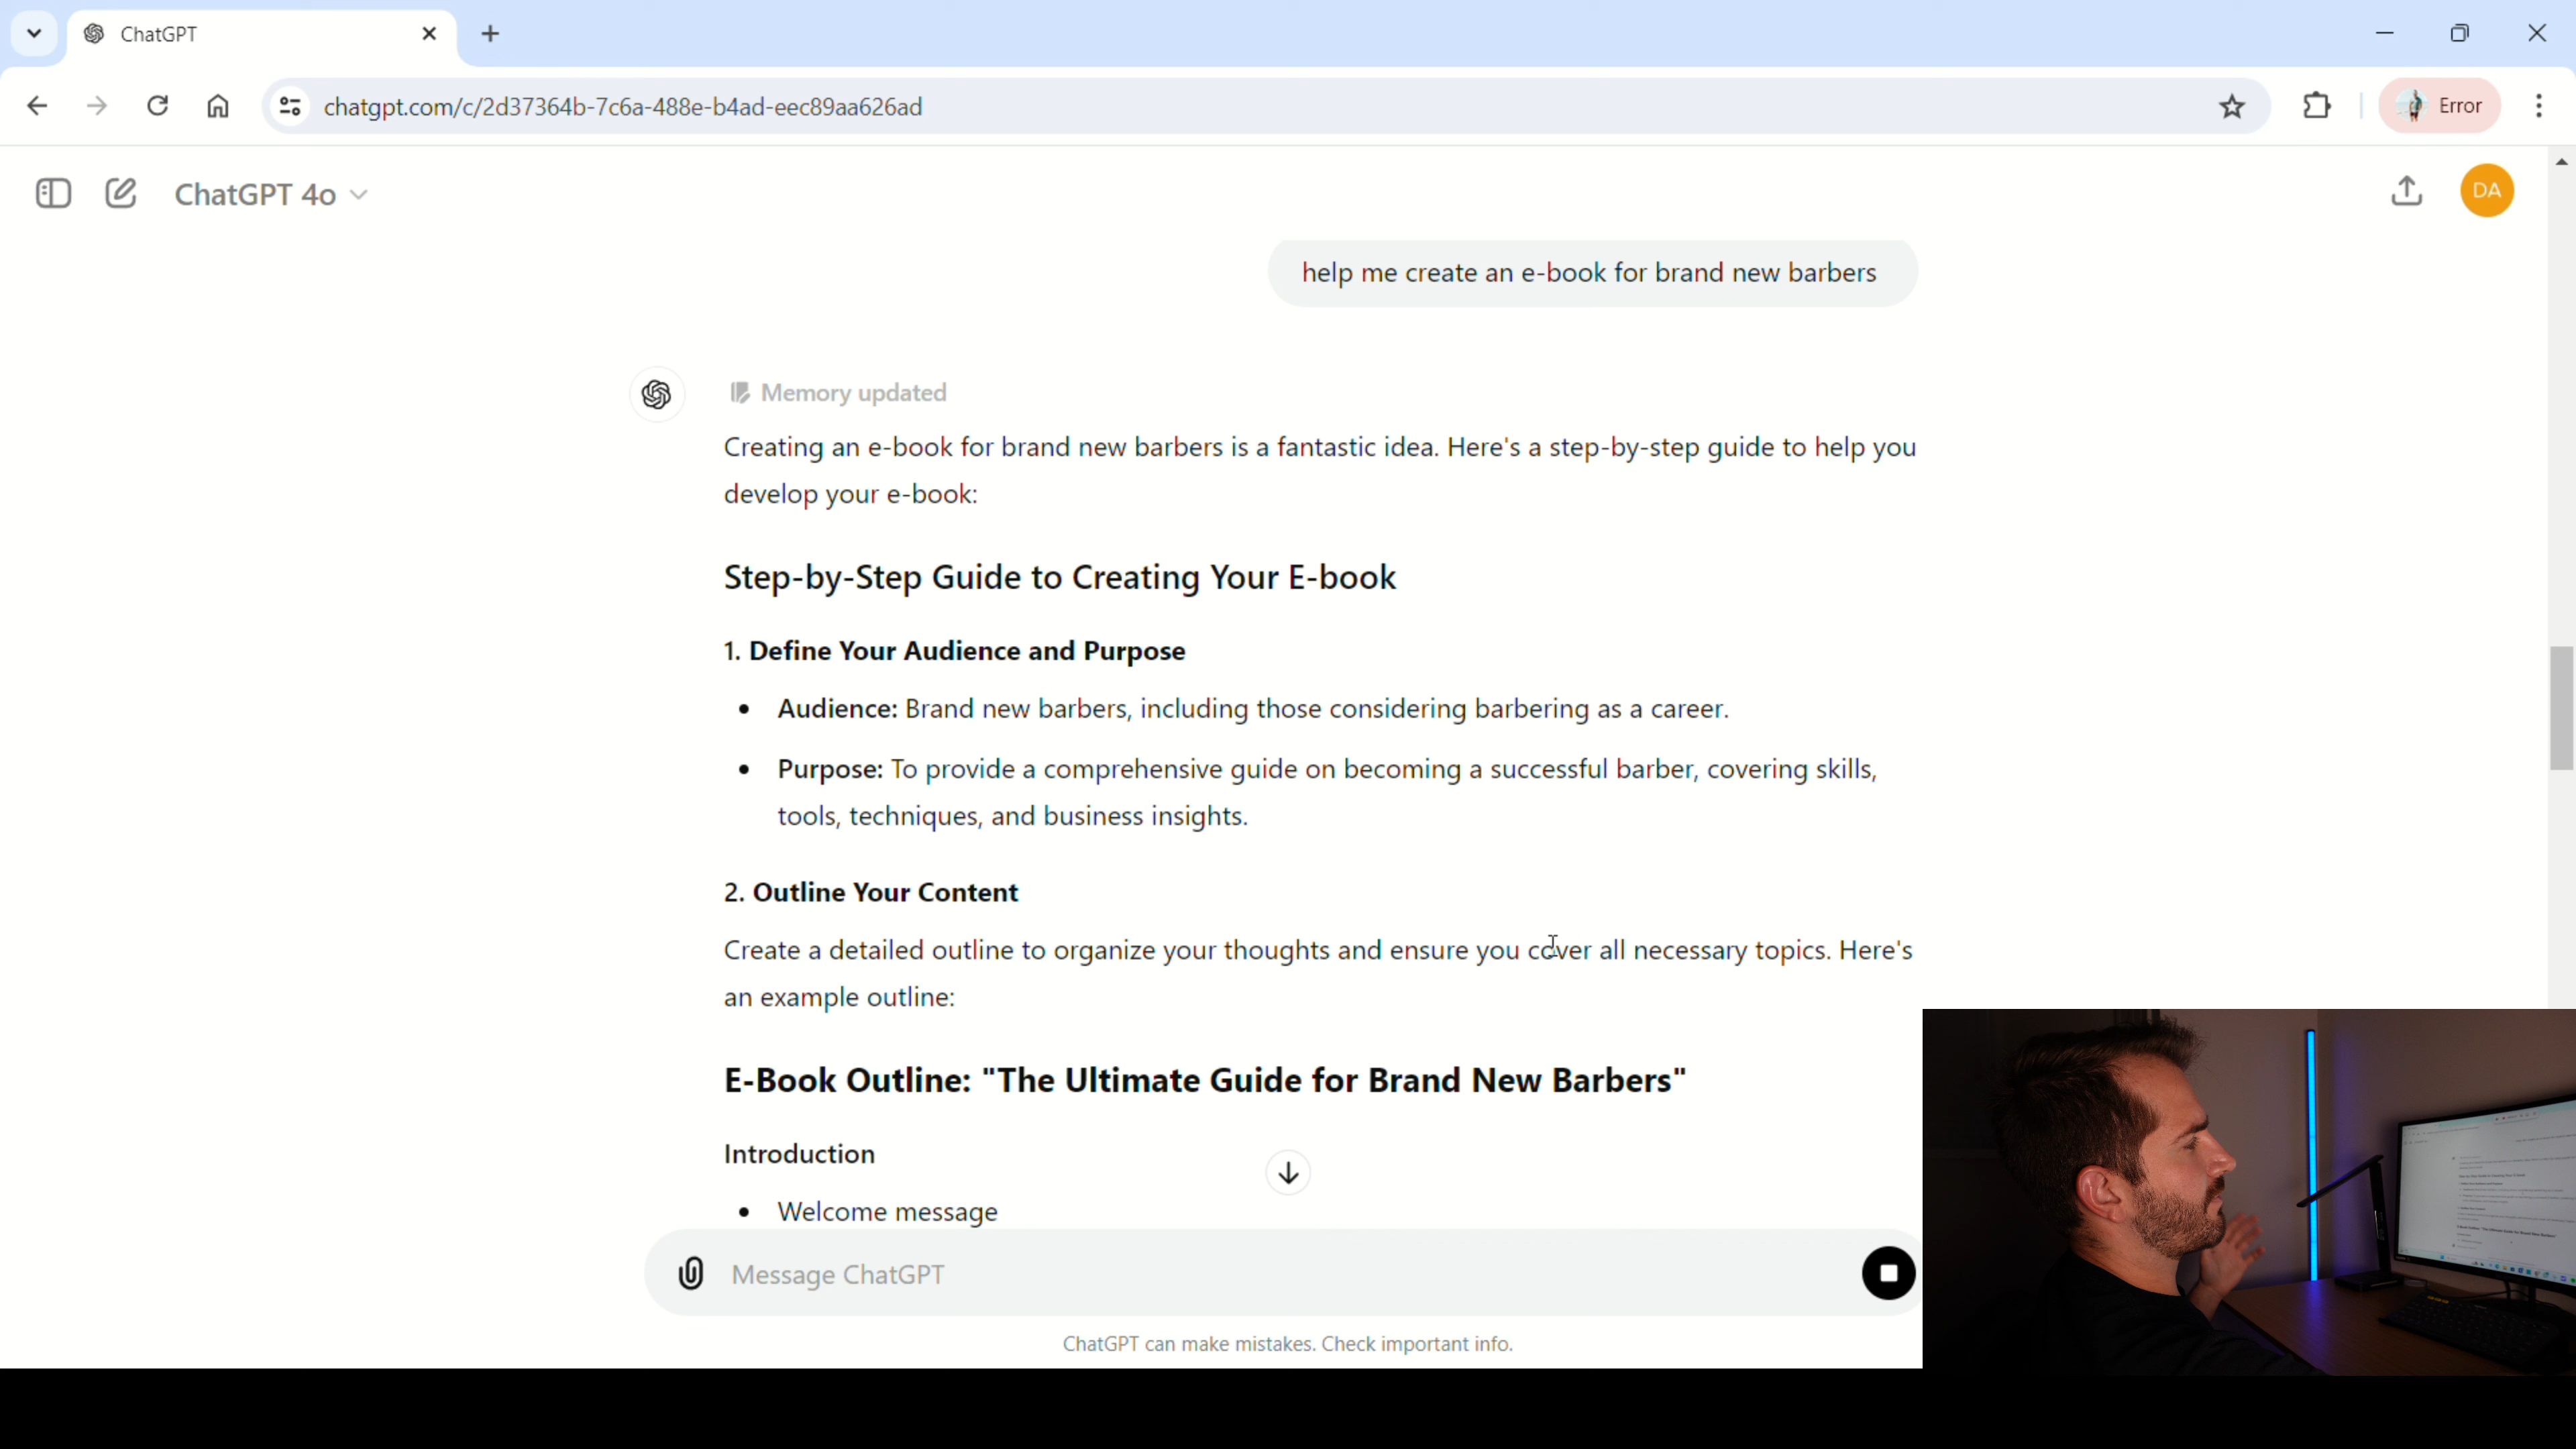 ChatGPT
chatgpt.com/c/2d37364b-7c6a-488e-b4ad-eec89aa626ad
Error
ChatGPT 4o
DA
help me create an e-book for brand new barbers
Memory updated
Creating an e-book for brand new barbers is a fantastic idea. Here's a step-by-step guide to help you
develop your e-book:
Step-by-Step Guide to Creating Your E-book
1. Define Your Audience and Purpose
• Audience: Brand new barbers, including those considering barbering as a career.
• Purpose: To provide a comprehensive guide on becoming a successful barber, covering skills,
tools, techniques, and business insights.
2. Outline Your Content
Create a detailed outline to organize your thoughts and ensure you cover all necessary topics. Here's
an example outline:
E-Book Outline: "The Ultimate Guide for Brand New Barbers"
Introduction
• Welcome message
Message ChatGPT
ChatGPT can make mistakes. Check important info.